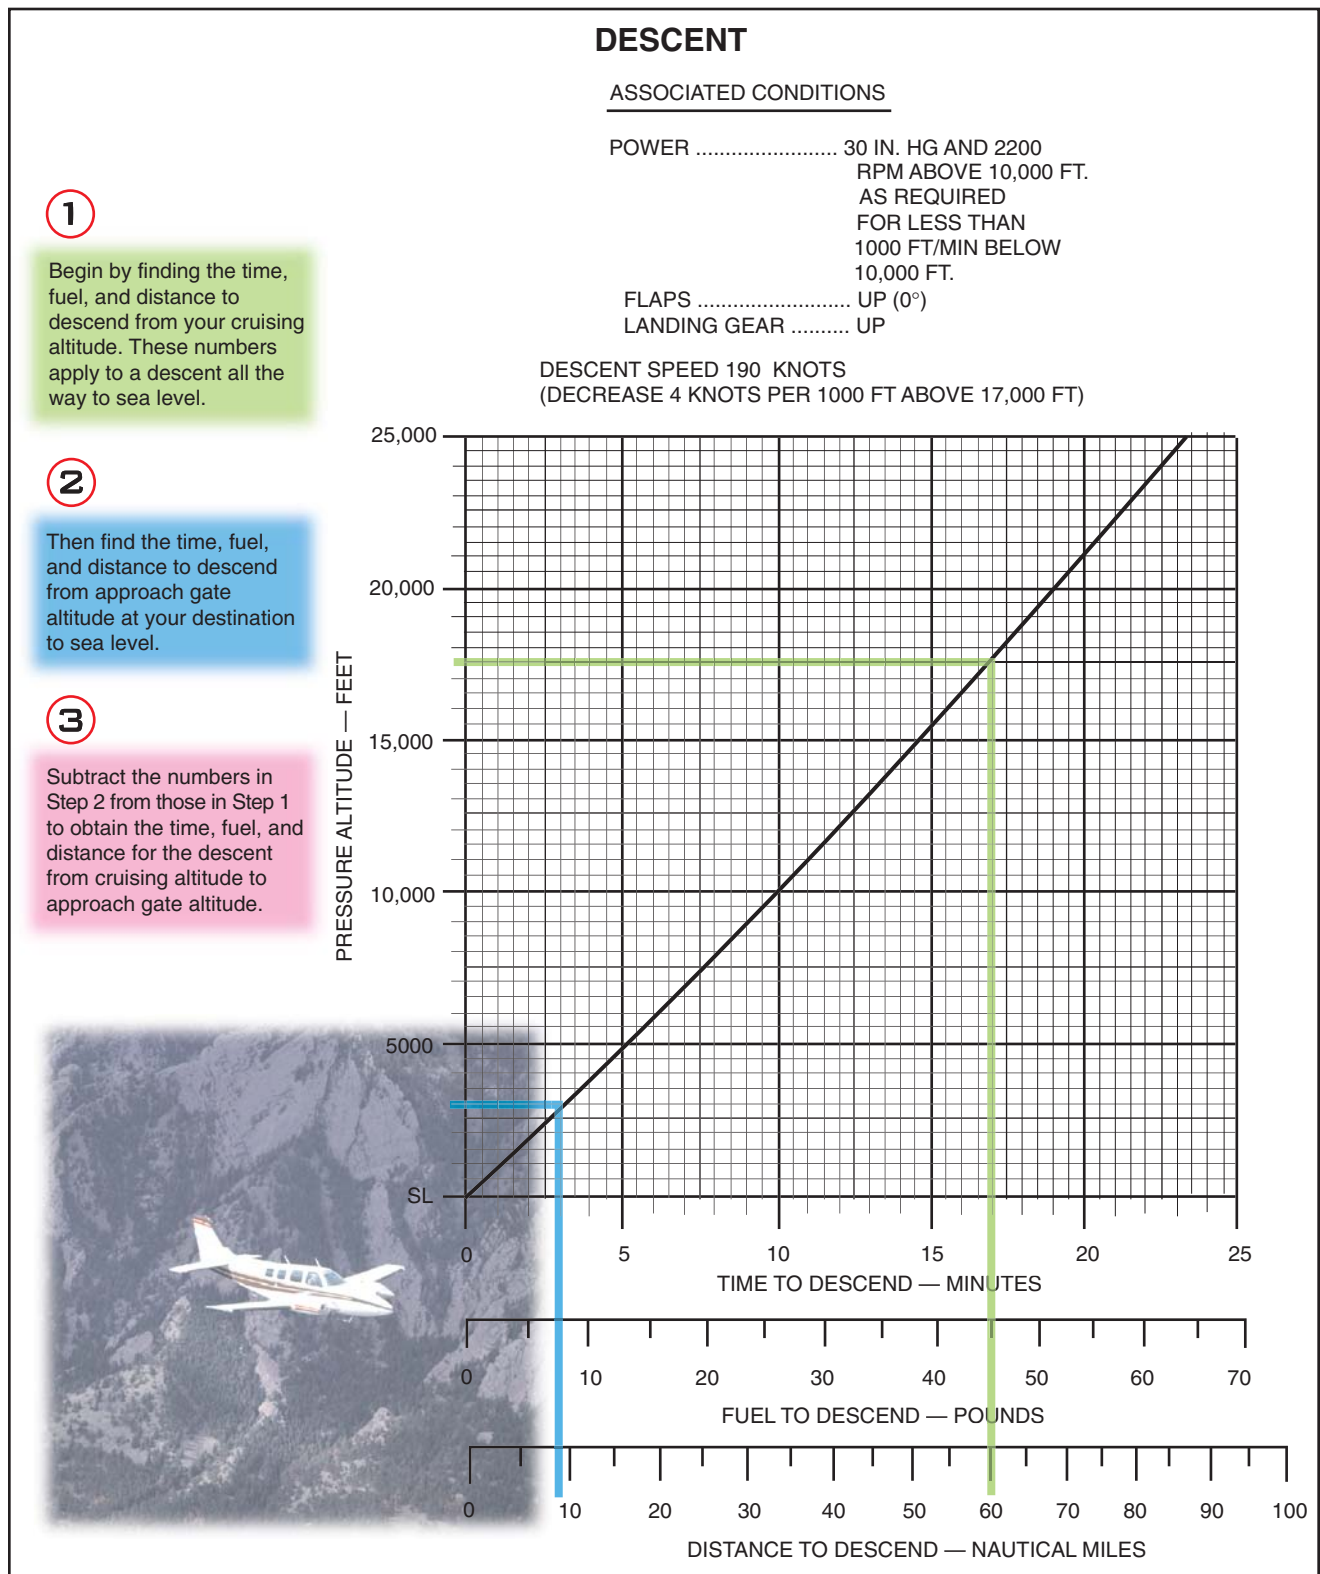 DESCENT
ASSOCIATED CONDITIONS
POWER ........................ 30 IN. HG AND 2200
RPM ABOVE 10,000 FT.
AS REQUIRED
FOR LESS THAN
1000 FT/MIN BELOW
10,000 FT.
FLAPS .......................... UP (0°)
LANDING GEAR .......... UP
DESCENT SPEED 190 KNOTS
(DECREASE 4 KNOTS PER 1000 FT ABOVE 17,000 FT)
1
Begin by finding the time,
fuel, and distance to
descend from your cruising
altitude. These numbers
apply to a descent all the
way to sea level.
2
Then find the time, fuel,
and distance to descend
from approach gate
altitude at your destination
to sea level.
3
Subtract the numbers in
Step 2 from those in Step 1
to obtain the time, fuel, and
distance for the descent
from cruising altitude to
approach gate altitude.
PRESSURE ALTITUDE — FEET
25,000
20,000
15,000
10,000
5000
SL
0 5 10 15 20 25
TIME TO DESCEND — MINUTES
0 10 20 30 40 50 60 70
FUEL TO DESCEND — POUNDS
0 10 20 30 40 50 60 70 80 90 100
DISTANCE TO DESCEND — NAUTICAL MILES